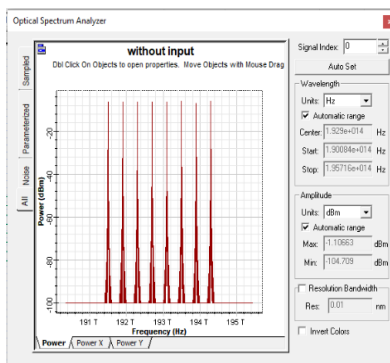 Optical Spectrum Analyzer
without input
Dbl Click On Objects to open properties. Move Objects with Mouse Drag
Sampled
Parameterized
Noise
All
Power (dBm)
-20
-40
-60
-80
-100
191 T 192 T 193 T 194 T 195 T
Frequency (Hz)
Power Power X Power Y
Signal Index: 0
Auto Set
Wavelength
Units: Hz
Automatic range
Center: 1.929e+014 Hz
Start: 1.90084e+014 Hz
Stop: 1.95716e+014 Hz
Amplitude
Units: dBm
Automatic range
Max: -1.10663 dBm
Min: -104.709 dBm
Resolution Bandwidth
Res: 0.01 nm
Invert Colors